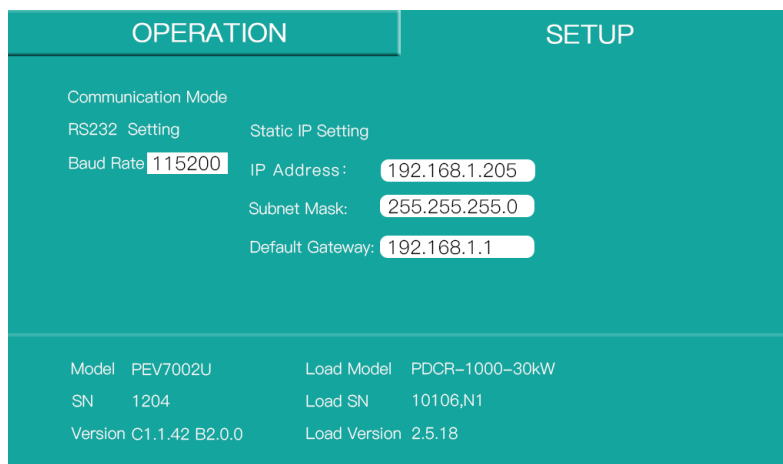 OPERATION SETUP
Communication Mode
RS232 Setting Static IP Setting
Baud Rate 115200 IP Address: 192.168.1.205
Subnet Mask: 255.255.255.0
Default Gateway: 192.168.1.1
Model PEV7002U Load Model PDCR-1000-30kW
SN 1204 Load SN 10106,N1
Version C1.1.42 B2.0.0 Load Version 2.5.18